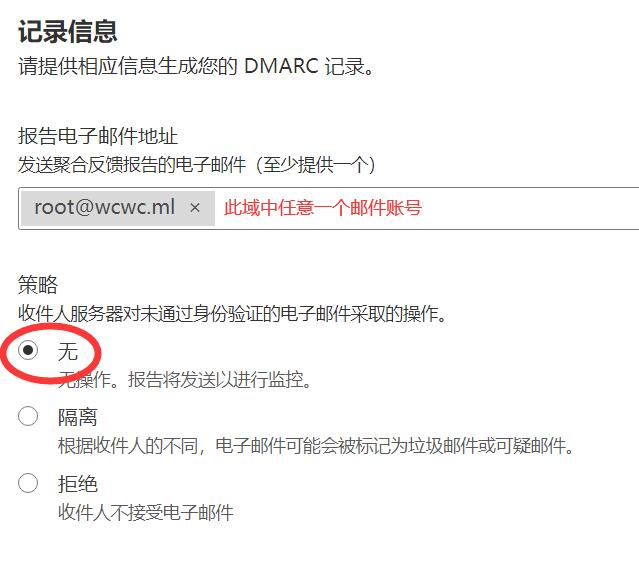 记录信息
请提供相应信息生成您的 DMARC 记录。
报告电子邮件地址
发送聚合反馈报告的电子邮件（至少提供一个）
root@wcwc.ml × 此域中任意一个邮件账号
策略
收件人服务器对未通过身份验证的电子邮件采取的操作。
无
无操作。报告将发送以进行监控。
隔离
根据收件人的不同，电子邮件可能会被标记为垃圾邮件或可疑邮件。
拒绝
收件人不接受电子邮件